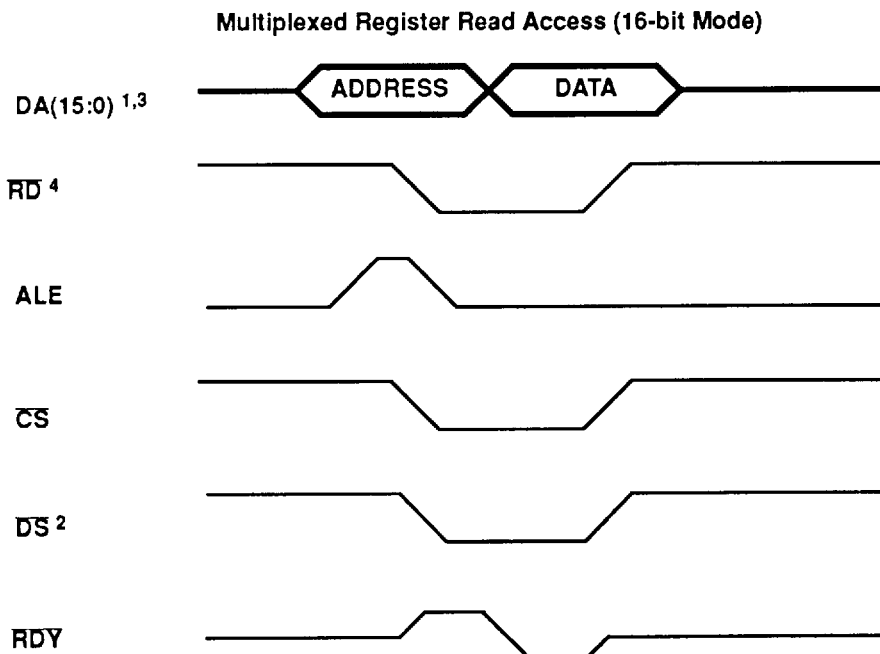 Multiplexed Register Read Access (16-bit Mode)
DA(15:0) 1,3
ADDRESS
DATA
RD 4
ALE
CS
DS 2
RDY